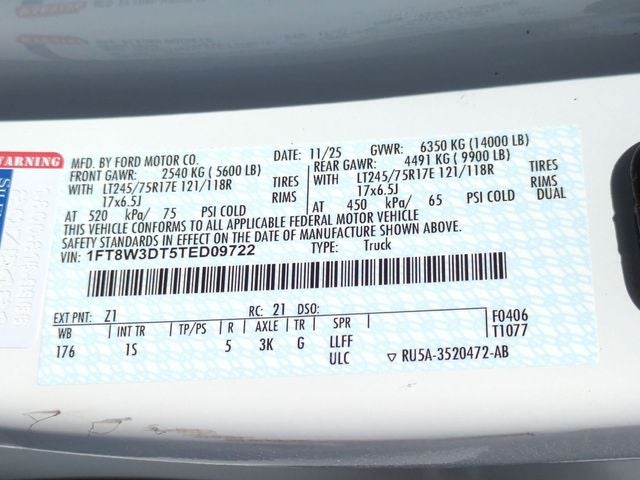 WARNING
MFD. BY FORD MOTOR CO. DATE: 11/25 GVWR: 6350 KG (14000 LB)
FRONT GAWR: 2540 KG (5600 LB) REAR GAWR: 4491 KG (9900 LB)
WITH LT245/75R17E 121/118R TIRES WITH LT245/75R17E 121/118R TIRES
17x6.5J RIMS 17x6.5J RIMS DUAL
AT 520 kPa/ 75 PSI COLD AT 450 kPa/ 65 PSI COLD
THIS VEHICLE CONFORMS TO ALL APPLICABLE FEDERAL MOTOR VEHICLE
SAFETY STANDARDS IN EFFECT ON THE DATE OF MANUFACTURE SHOWN ABOVE.
VIN: 1FT8W3DT5TED09722 TYPE: Truck
EXT PNT: Z1 RC: 21 DSO: F0406
WB INT TR TP/PS R AXLE TR SPR T1077
176 1S 5 3K G LLFF
ULC RU5A-3520472-AB